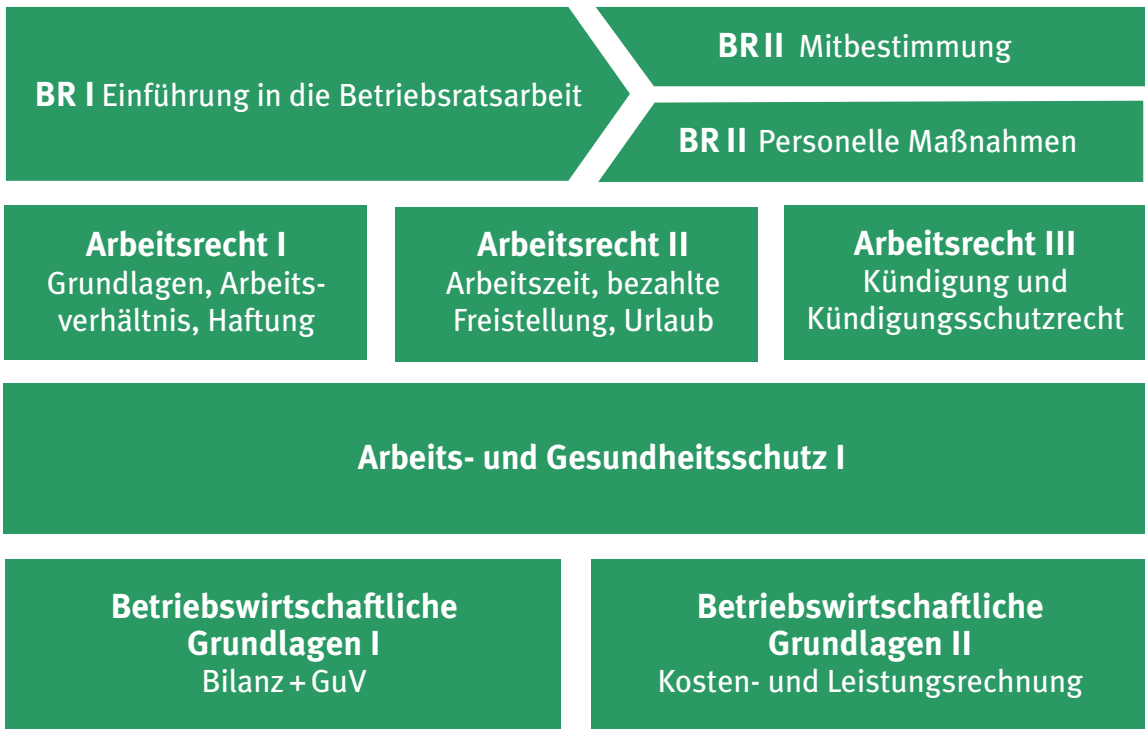 BR I Einführung in die Betriebsratsarbeit
BR II Mitbestimmung
BR II Personelle Maßnahmen
Arbeitsrecht I
Grundlagen, Arbeits-
verhältnis, Haftung
Arbeitsrecht II
Arbeitszeit, bezahlte
Freistellung, Urlaub
Arbeitsrecht III
Kündigung und
Kündigungsschutzrecht
Arbeits- und Gesundheitsschutz I
Betriebswirtschaftliche
Grundlagen I
Bilanz + GuV
Betriebswirtschaftliche
Grundlagen II
Kosten- und Leistungsrechnung